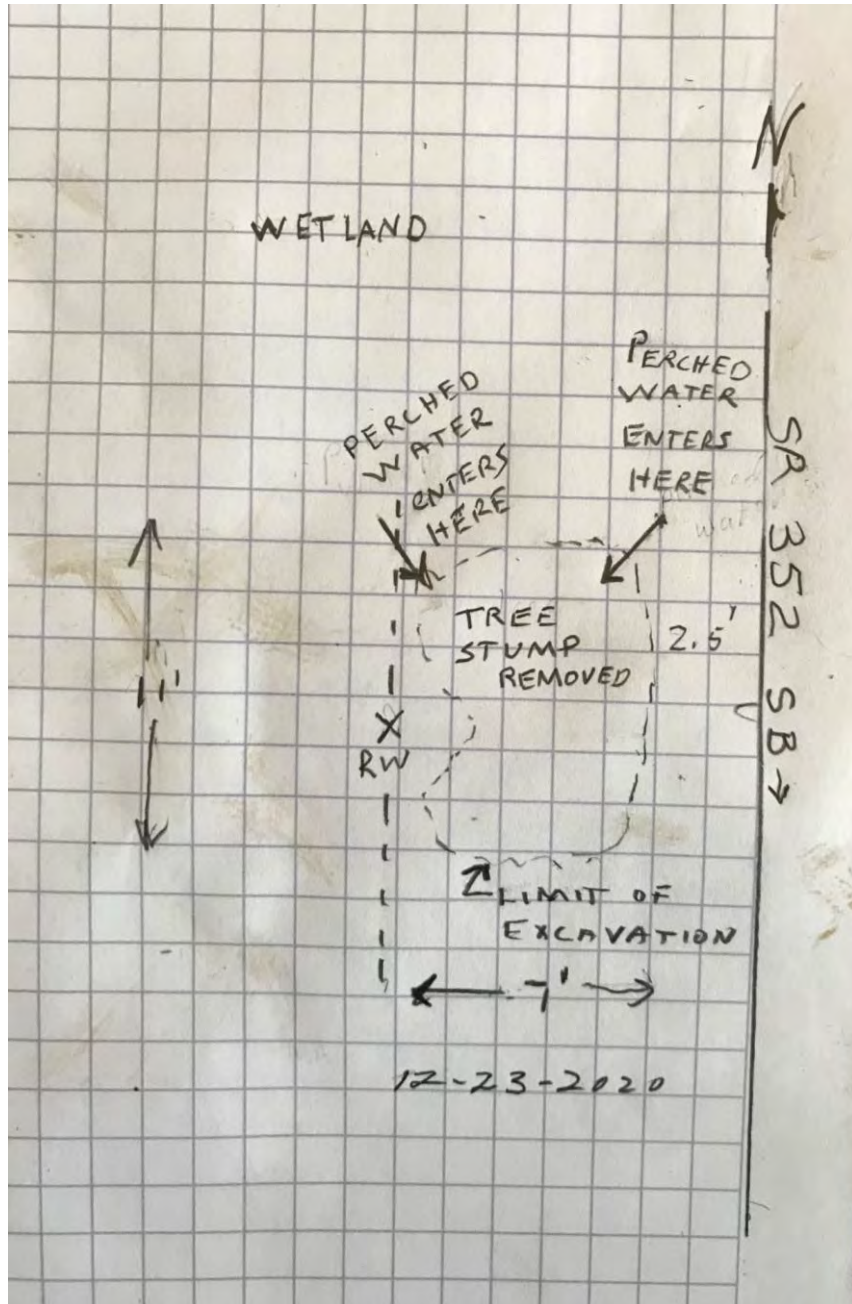 N
WETLAND
PERCHED
WATER
ENTERS
HERE
PERCHED
WATER
ENTERS
HERE
SR 352 SB →
TREE
STUMP
REMOVED
2.5'
11'
X
RW
LIMIT OF
EXCAVATION
7'
12-23-2020